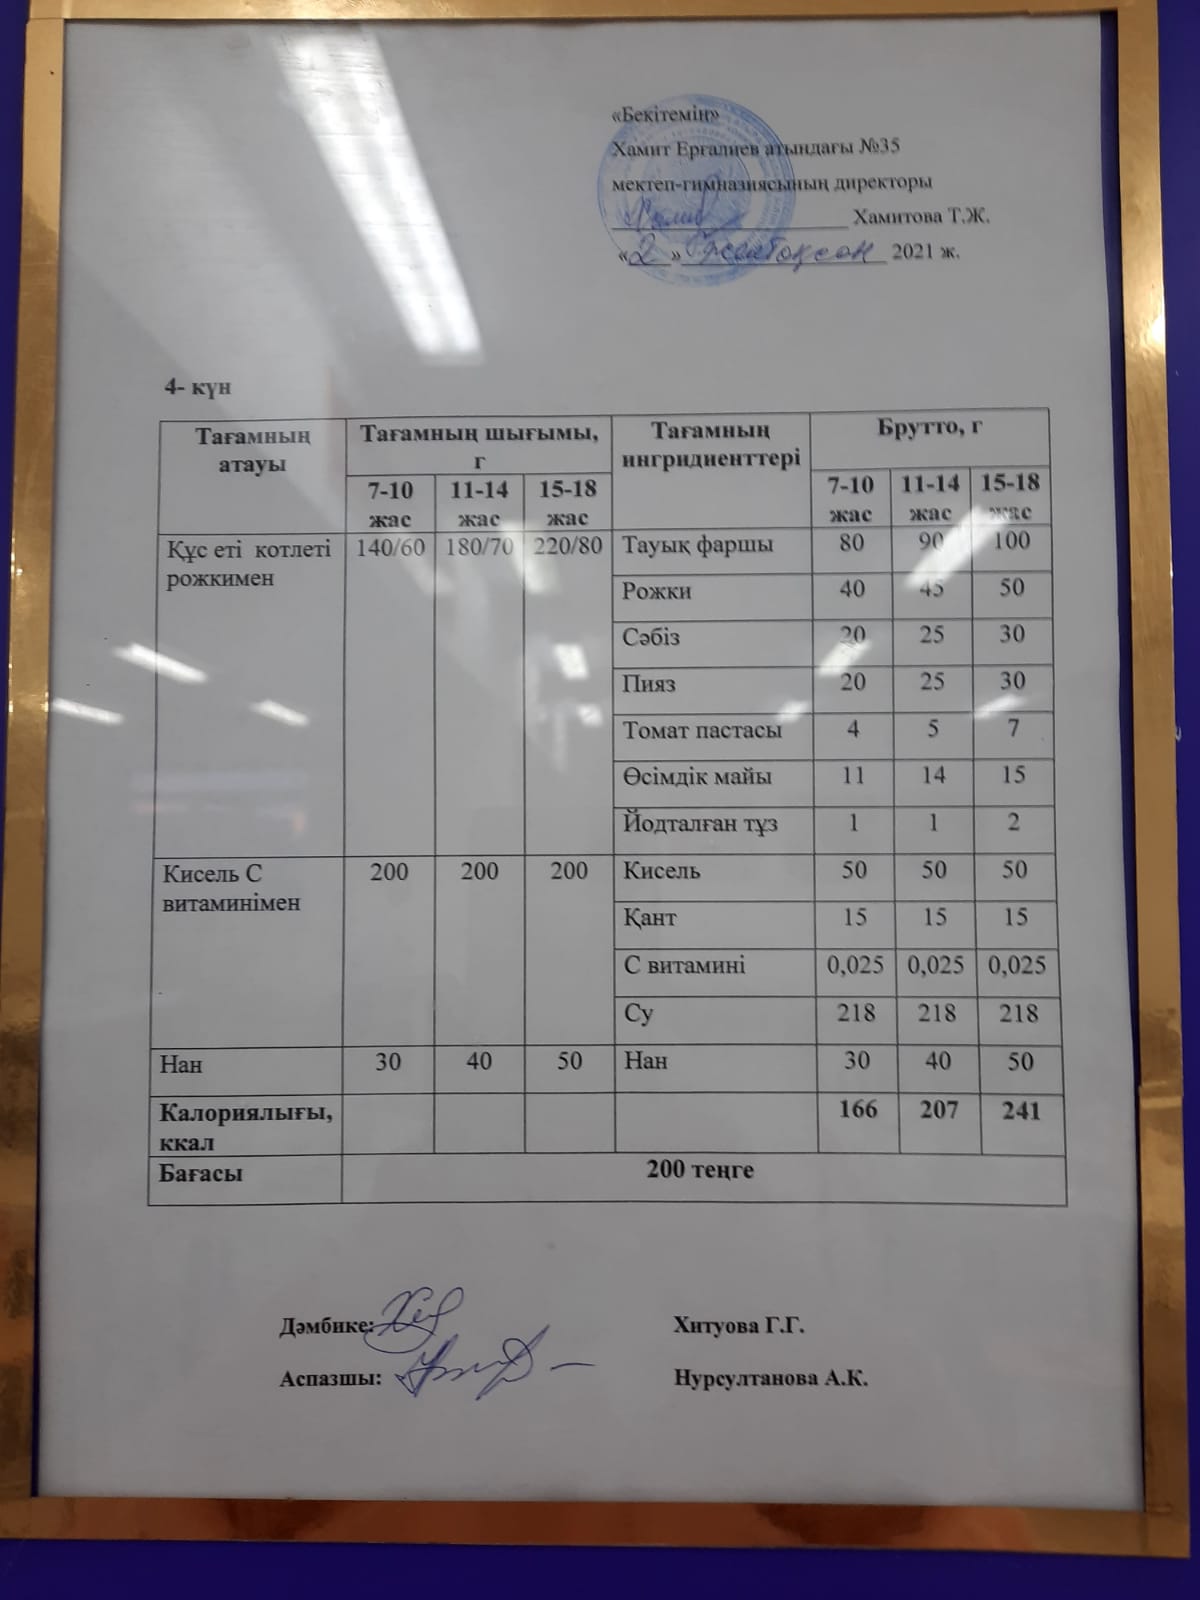 «Бекітемін»
Хамит Ерғалиев атындағы №35
мектеп-гимназиясының директоры
Хамитова Т.Ж.
«2» 2021 ж.
4- күн
Тағамның атауы Тағамның шығымы, г Тағамның ингридиенттері Брутто, г
7-10 жас 11-14 жас 15-18 жас 7-10 жас 11-14 жас 15-18 жас
Құс еті котлеті рожкимен 140/60 180/70 220/80 Тауық фаршы 80 90 100
Рожки 40 45 50
Сәбіз 20 25 30
Пияз 20 25 30
Томат пастасы 4 5 7
Өсімдік майы 11 14 15
Йодталған тұз 1 1 2
Кисель С витаминімен 200 200 200 Кисель 50 50 50
Қант 15 15 15
С витамині 0,025 0,025 0,025
Су 218 218 218
Нан 30 40 50 Нан 30 40 50
Калориялығы, ккал 166 207 241
Бағасы 200 теңге
Дәмбике: Хитуова Г.Г.
Аспазшы: Нурсултанова А.К.